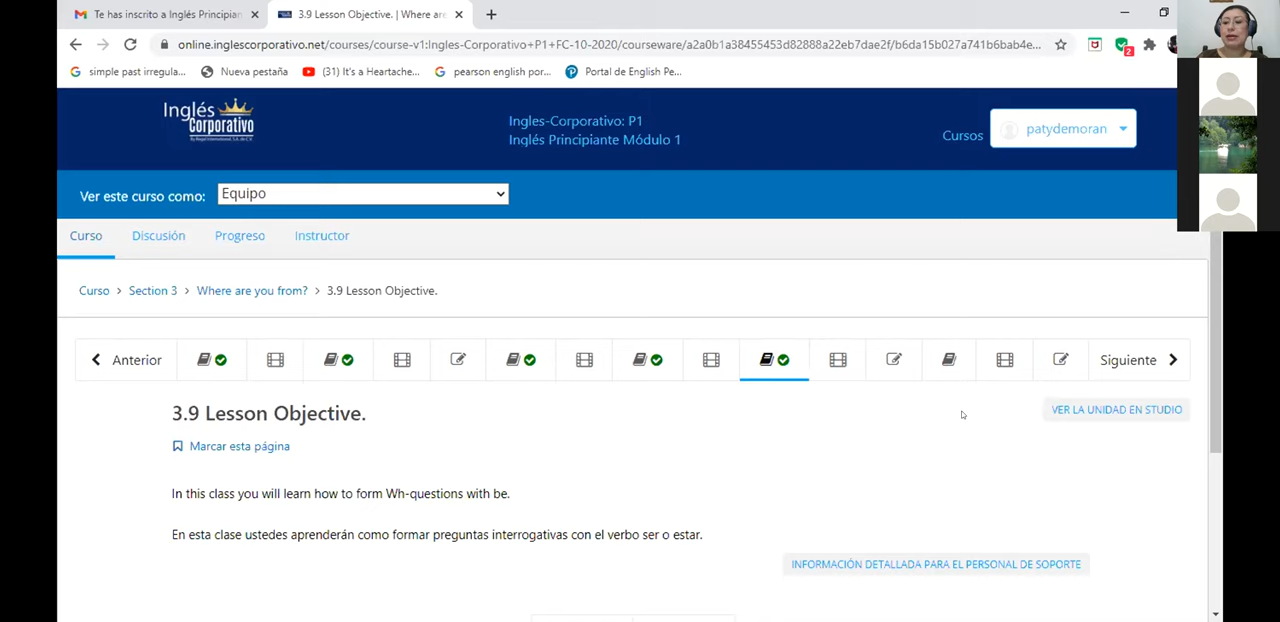 Te has inscrito a Inglés Principian
3.9 Lesson Objective. | Where are
online.inglescorporativo.net/courses/course-v1:Ingles-Corporativo+P1+FC-10-2020/courseware/a2a0b1a38455453d82988a22eb7dae2f/b6da15b027a741b6bab4e...
2
simple past irregula... Nueva pestaña (31) It's a Heartache... pearson english por... Portal de English Pe...
Inglés
Corporativo
Ingles-Corporativo: P1
Inglés Principiante Módulo 1
Cursos
patydemoran
Ver este curso como: Equipo
Curso Discusión Progreso Instructor
Curso > Section 3 > Where are you from? > 3.9 Lesson Objective.
Anterior Siguiente
3.9 Lesson Objective.
VER LA UNIDAD EN STUDIO
Marcar esta página
In this class you will learn how to form Wh-questions with be.
En esta clase ustedes aprenderán como formar preguntas interrogativas con el verbo ser o estar.
INFORMACIÓN DETALLADA PARA EL PERSONAL DE SOPORTE